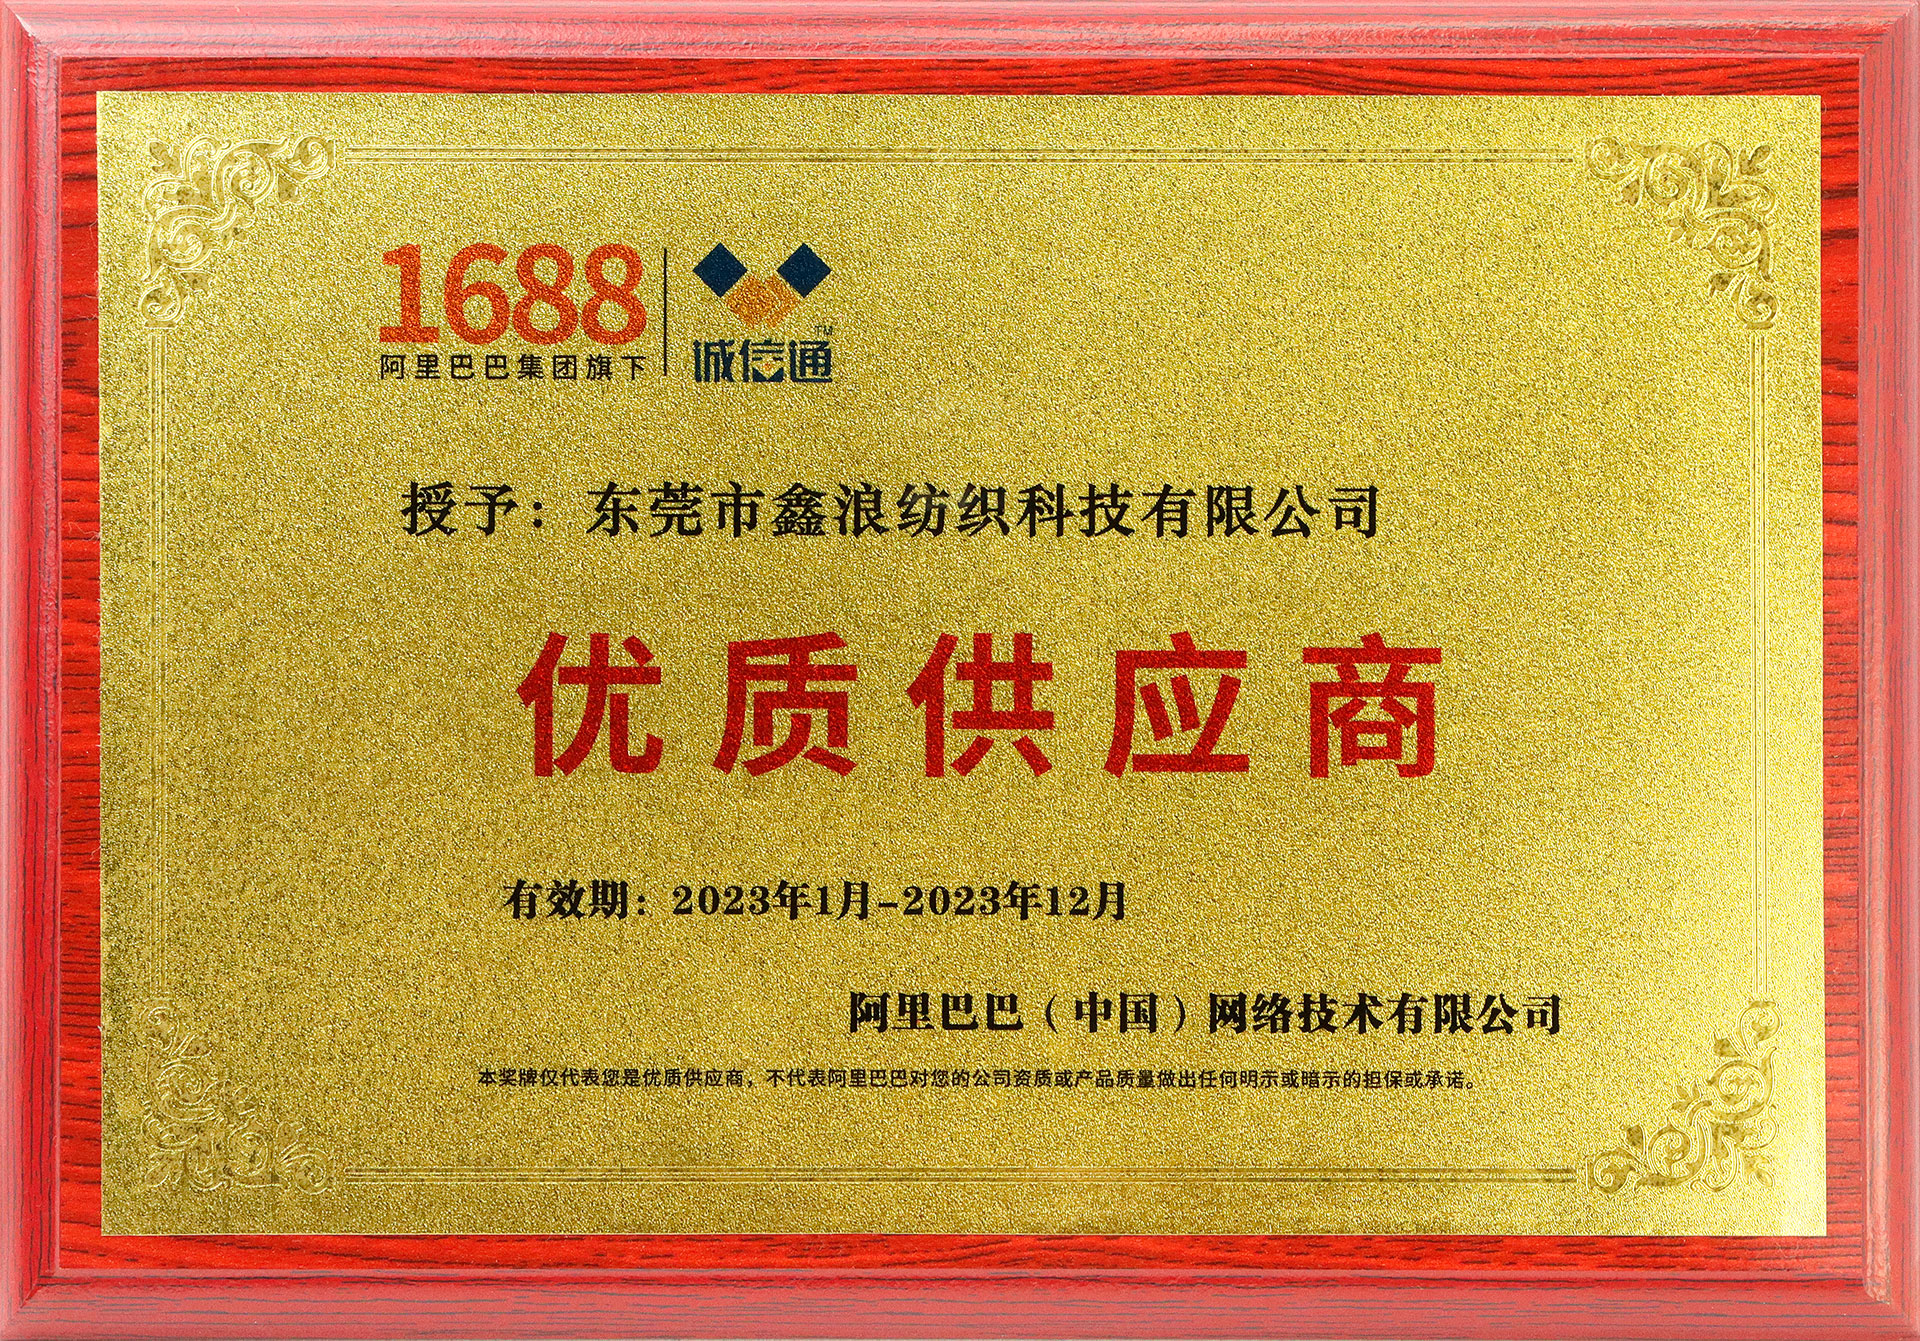 1688
阿里巴巴集团旗下
诚信通™
授予：东莞市鑫浪纺织科技有限公司
优质供应商
有效期：2023年1月-2023年12月
阿里巴巴（中国）网络技术有限公司
本奖牌仅代表您是优质供应商，不代表阿里巴巴对您的公司资质或产品质量做出任何明示或暗示的担保或承诺。